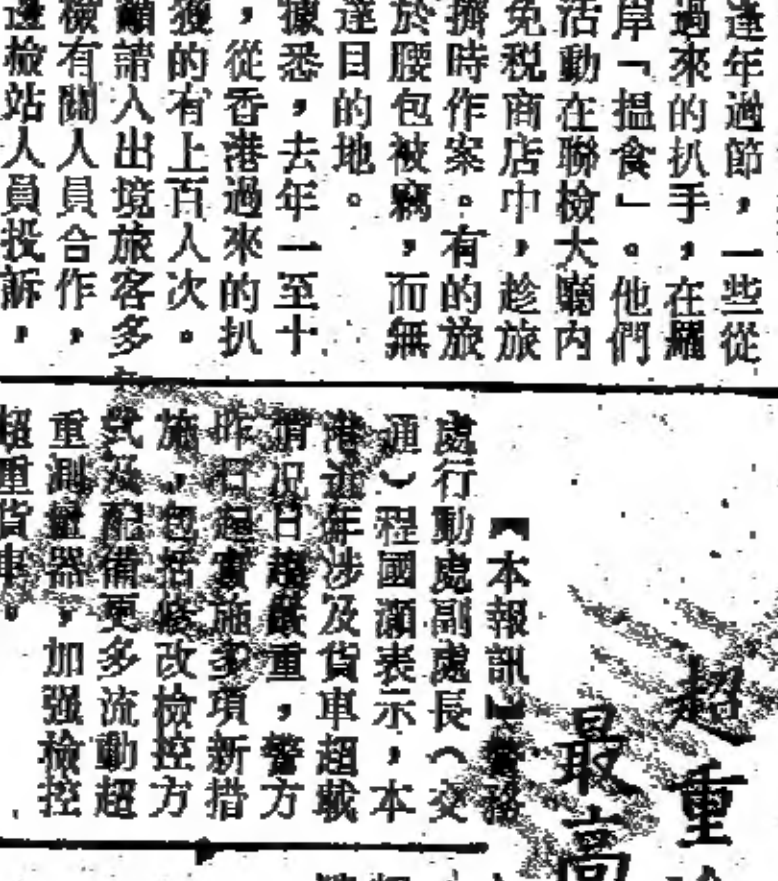 逢年過節，一些從
過來的扒手，在羅
岸「搵食」。他們
活動在聯檢大廳內
免税商店中，趁旅
擠時作案。有的旅
於腰包被竊，而無
達目的地。
據悉，去年一至十
，從香港過來的扒
獲的有上百人次。
籲請入出境旅客多
檢有關人員合作，
邊檢站人員投訴，
超重
最高
【本報訊】警務
處行動處副處長（交
通）程國灝表示，本
港近年涉及貨車超載
情况日趨嚴重，警方
昨日起實施多項新措
施，包括修改檢控方
式及配備更多流動超
重測量器，加强檢控
超重貨車。